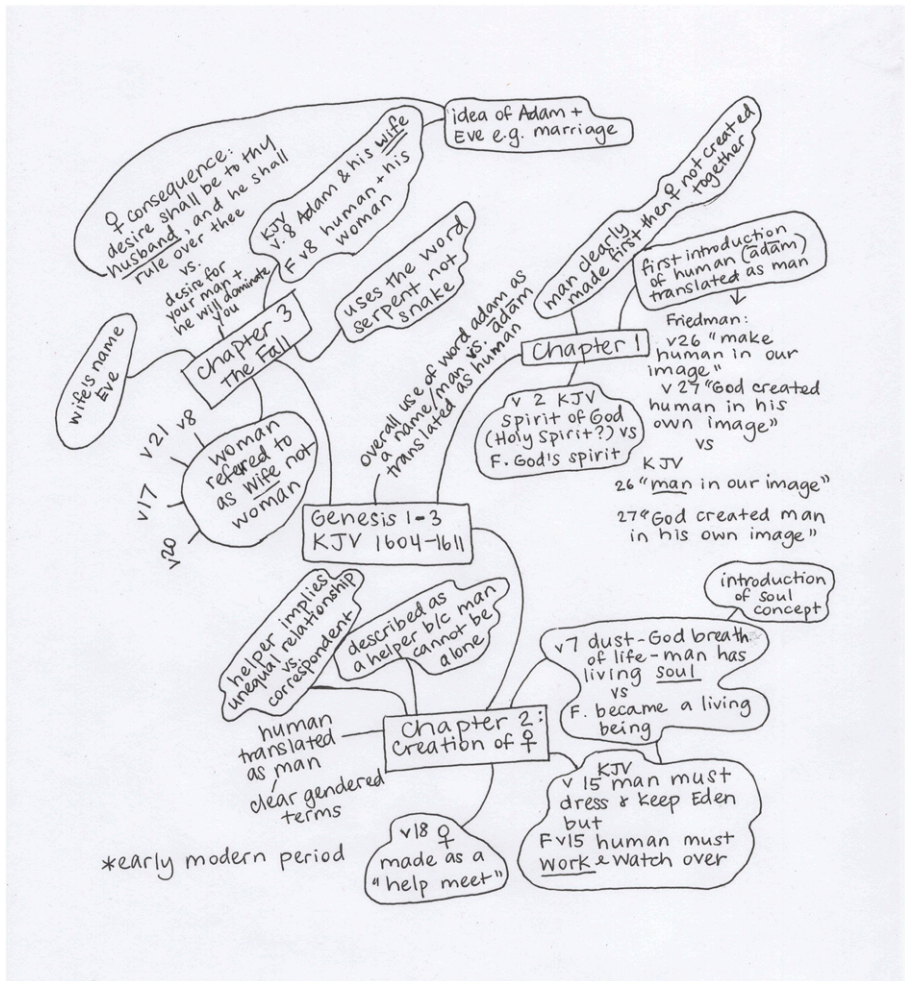 idea of Adam +
Eve e.g. marriage
♀ consequence:
desire shall be to thy
husband, and he shall
rule over thee
vs.
desire for
your man +
he will dominate
you
KJV
v.8 Adam & his wife
F v8 human + his
woman
uses the word
serpent not
snake
Chapter 3
The Fall
wife's name
Eve
woman
refered to
as wife not
woman
v8
v21
v17
v20
overall use of word adam as
a name/man vs. adam
translated as human
man clearly
made first then ♀ not created
together
first introduction
of human (adam)
translated as man
Chapter 1
Friedman:
v26 "make
human in our
image"
v 27 "God created
human in his
own image"
vs
KJV
26 "man in our image"
27 "God created man
in his own image"
v 2 KJV
spirit of God
(Holy Spirit?) vs
F. God's spirit
Genesis 1-3
KJV 1604-1611
helper implies
unequal relationship
vs.
correspondent
described as
a helper b/c man
cannot be
alone
introduction
of soul
concept
v7 dust-God breath
of life-man has
living soul
vs
F. became a living
being
Chapter 2:
Creation of ♀
human
translated
as man
clear gendered
terms
KJV
v 15 man must
dress & keep Eden
but
F v15 human must
work & watch over
v18 ♀
made as a
"help meet"
*early modern period